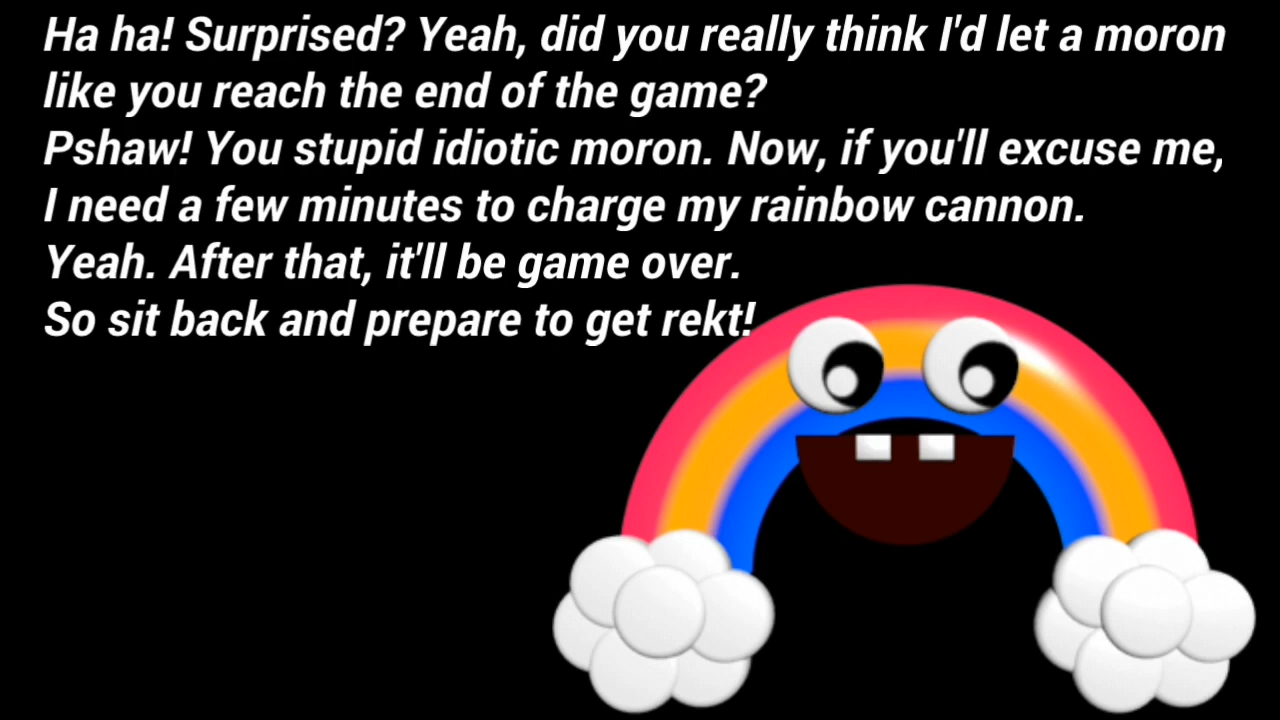 Ha ha! Surprised? Yeah, did you really think I'd let a moron
like you reach the end of the game?
Pshaw! You stupid idiotic moron. Now, if you'll excuse me,
I need a few minutes to charge my rainbow cannon.
Yeah. After that, it'll be game over.
So sit back and prepare to get rekt!